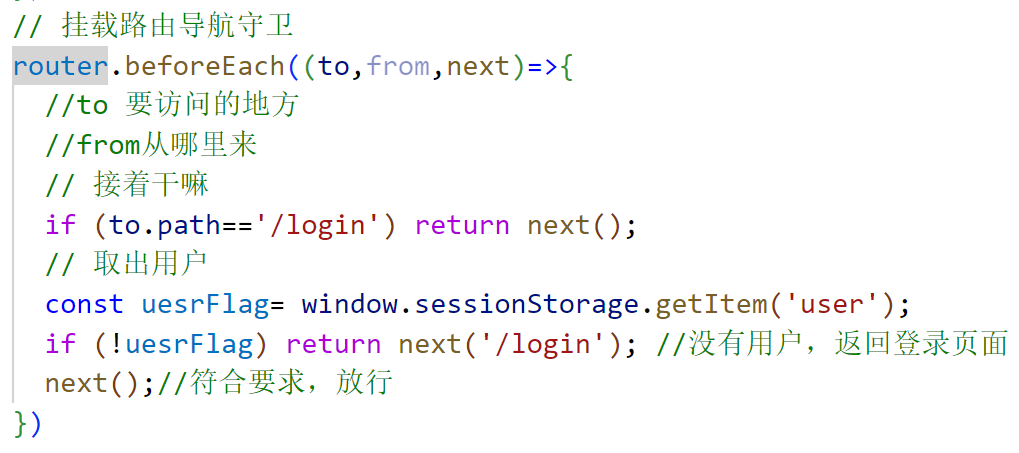 // 挂载路由导航守卫
router.beforeEach((to,from,next)=>{
  //to 要访问的地方
  //from从哪里来
  // 接着干嘛
  if (to.path=='/login') return next();
  // 取出用户
  const uesrFlag= window.sessionStorage.getItem('user');
  if (!uesrFlag) return next('/login'); //没有用户，返回登录页面
  next();//符合要求，放行
})